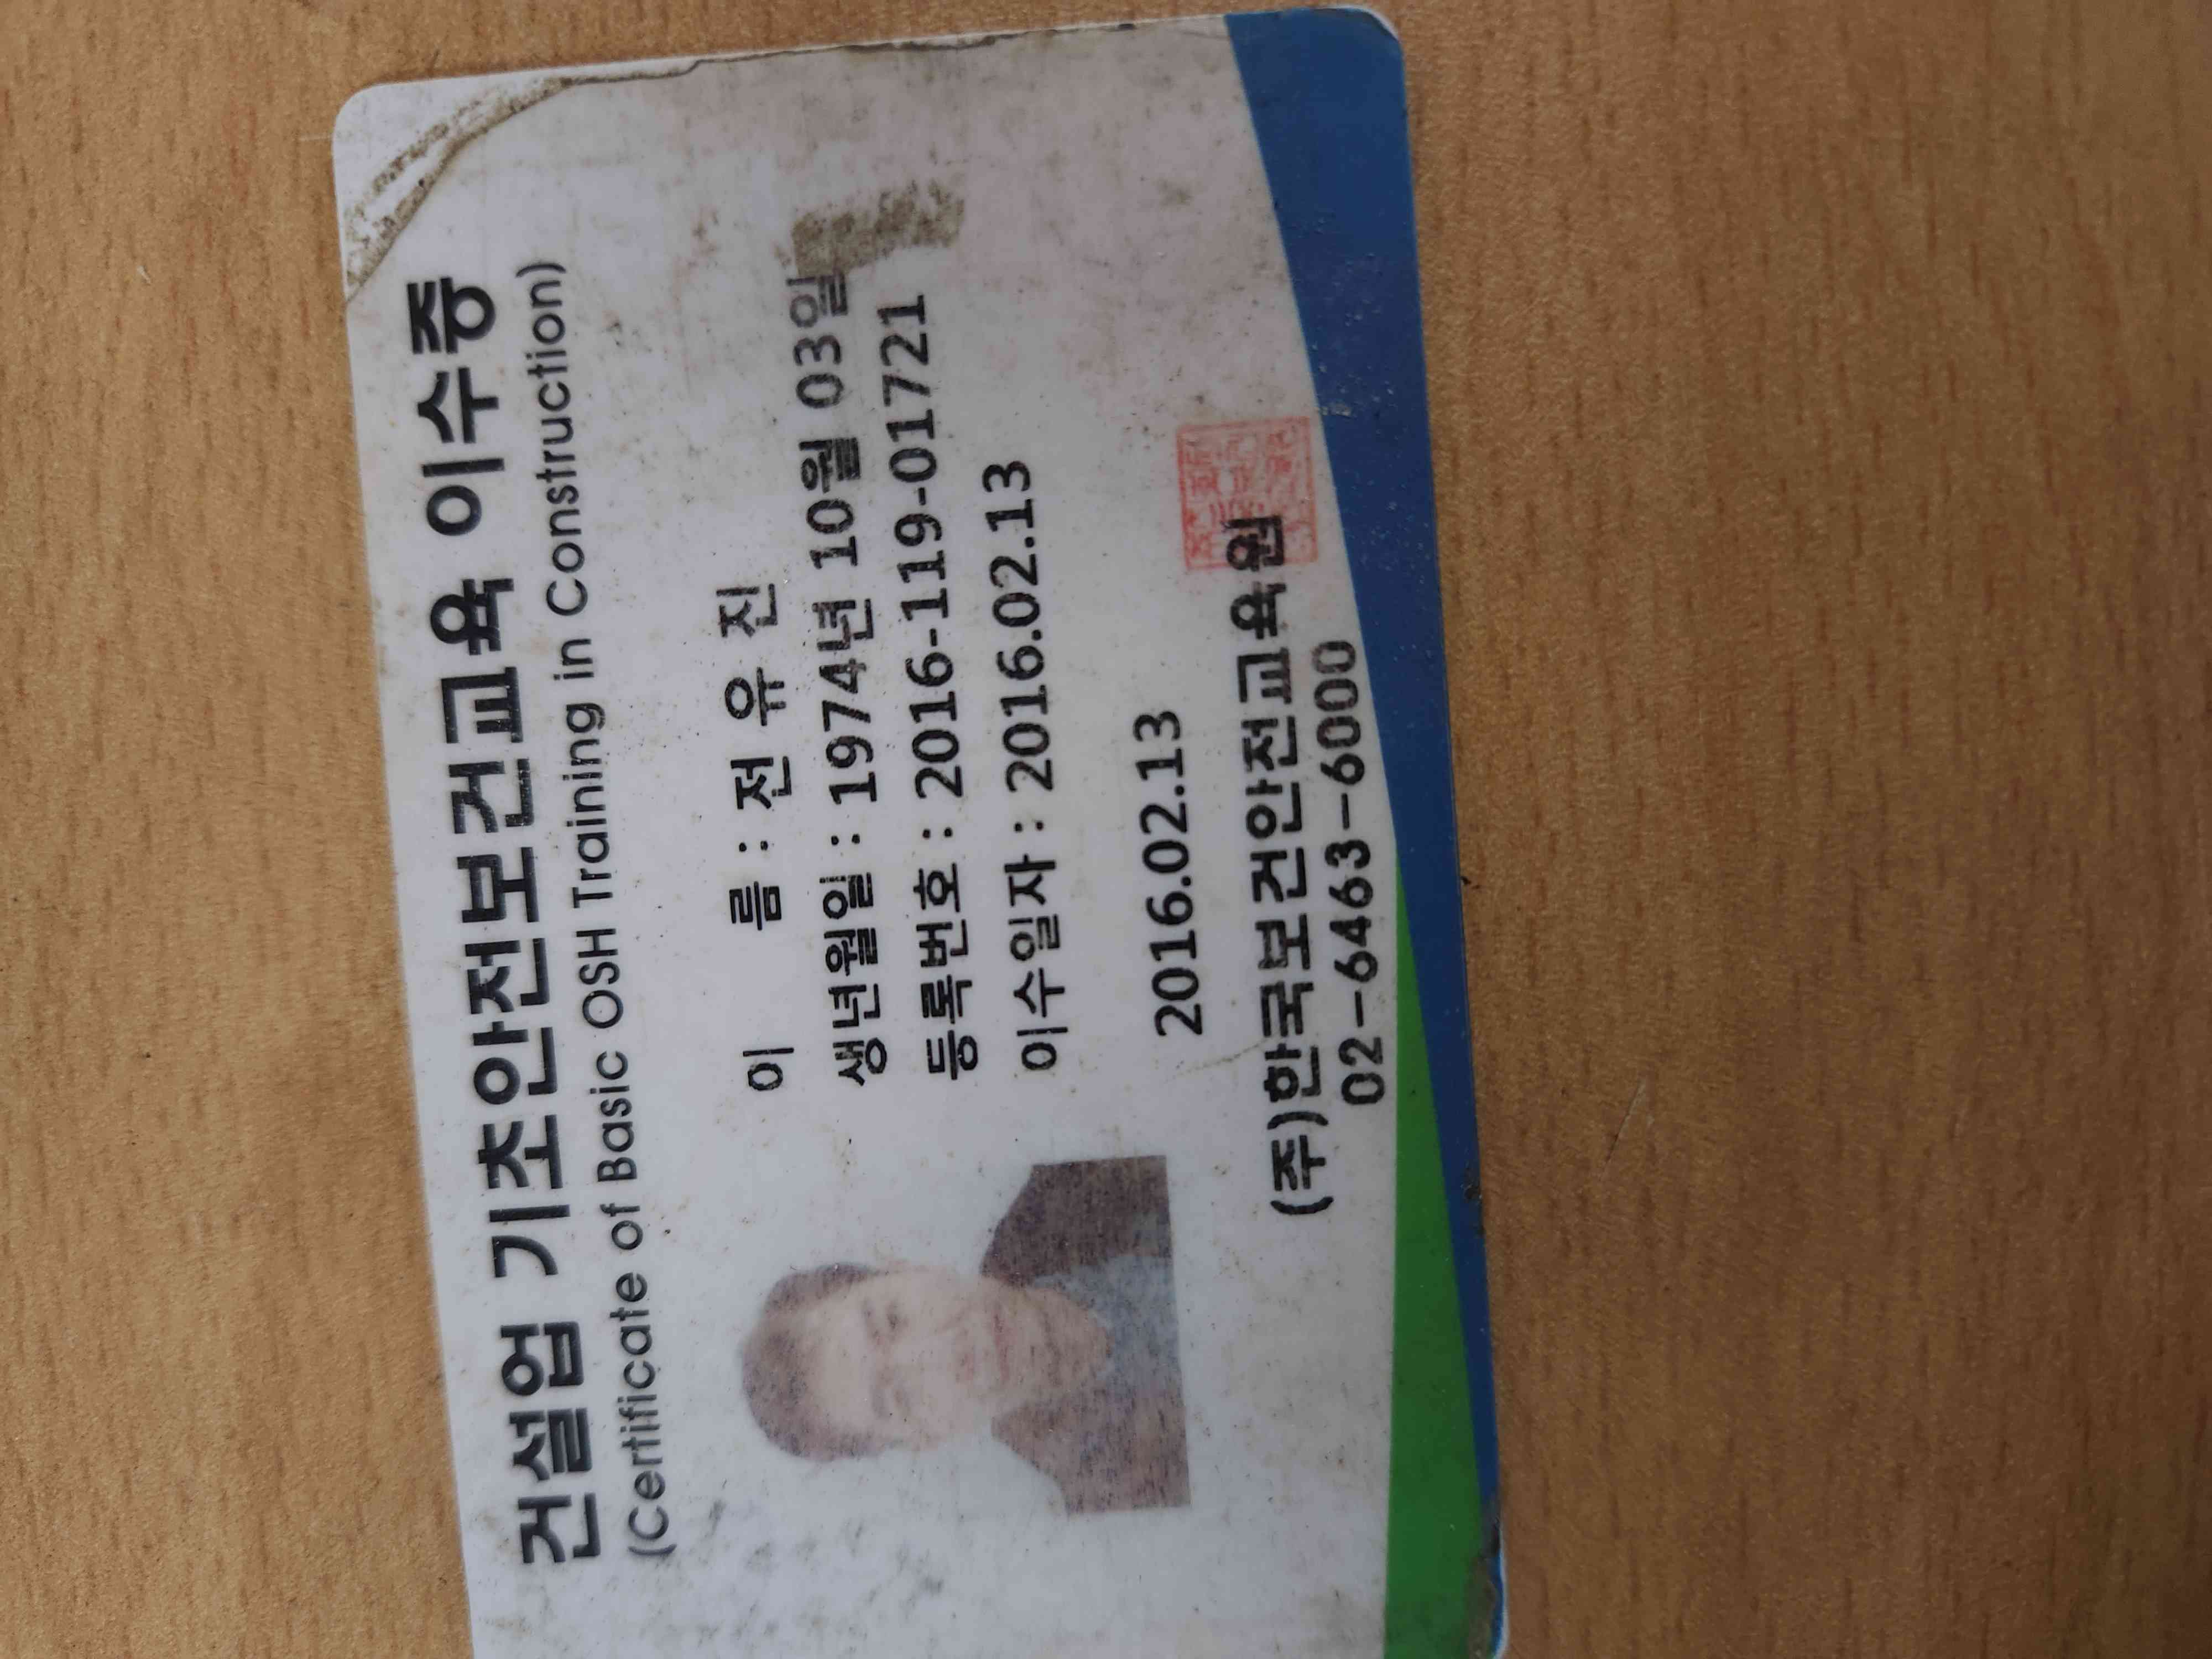 건설업 기초안전보건교육 이수증
(Certificate of Basic OSH Training in Construction)
이 름 : 전 유 진
생년월일 : 1974년 10월 03일
등록번호 : 2016-119-01721
이수일자 : 2016.02.13
2016.02.13
(주)한국보건안전교육원
02-6463-6000